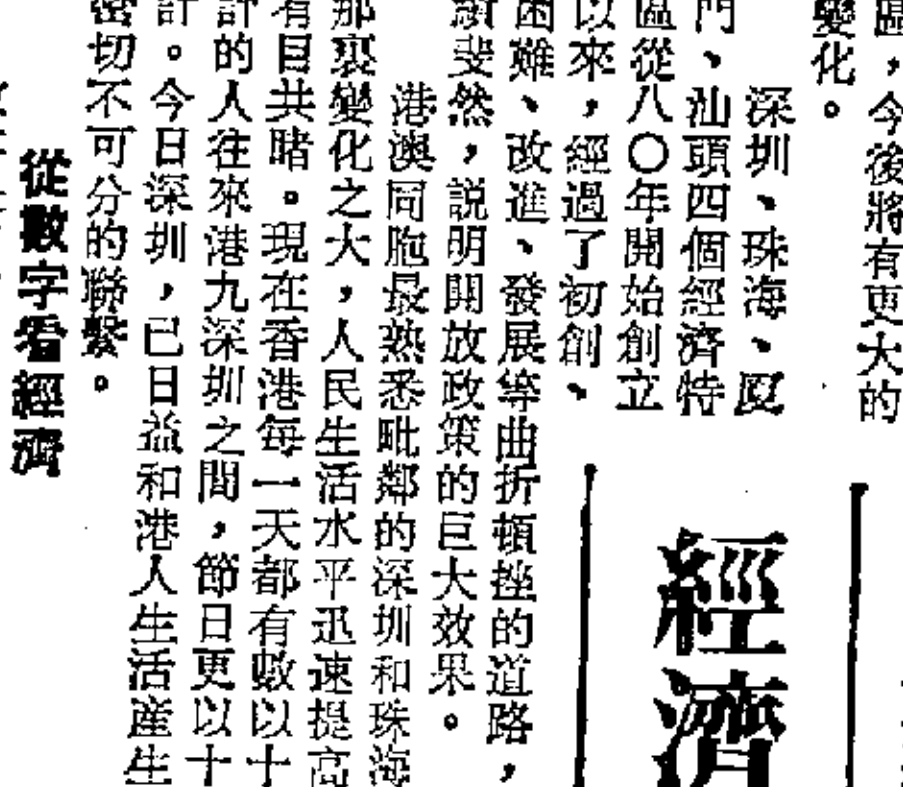 區，今後將有更大的
變化。
深圳、珠海、廈
門、汕頭四個經濟特
區從八〇年開始創立
以來，經過了初創、
困難、改進、發展等曲折頓挫的道路，
績斐然，説明開放政策的巨大效果。
港澳同胞最熟悉毗鄰的深圳和珠海
那裏變化之大，人民生活水平迅速提高
有目共睹。現在香港每一天都有數以十
計的人往來港九深圳之間，節日更以十
計。今日深圳，已日益和港人生活產生
密切不可分的聯繫。
從數字看經濟
經濟